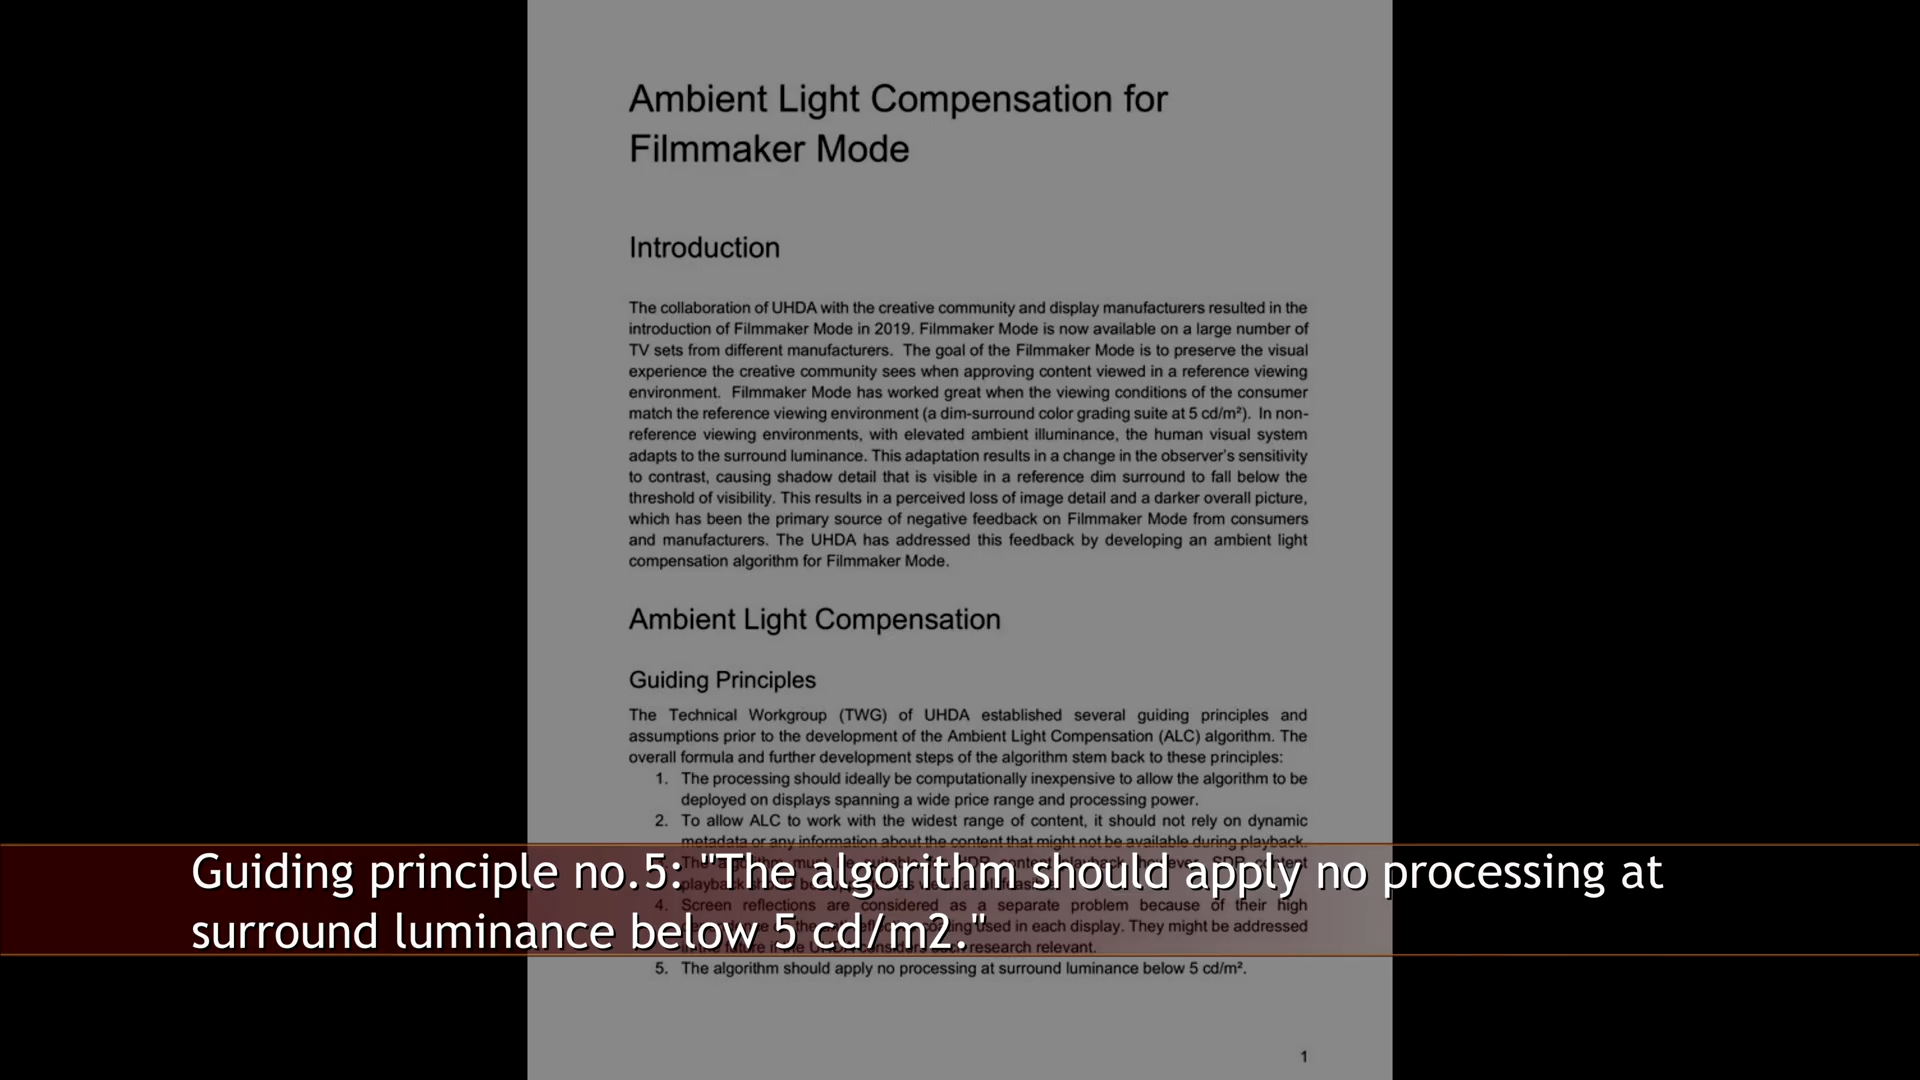 Ambient Light Compensation for
Filmmaker Mode
Introduction
The collaboration of UHDA with the creative community and display manufacturers resulted in the
introduction of Filmmaker Mode in 2019. Filmmaker Mode is now available on a large number of
TV sets from different manufacturers. The goal of the Filmmaker Mode is to preserve the visual
experience the creative community sees when approving content viewed in a reference viewing
environment. Filmmaker Mode has worked great when the viewing conditions of the consumer
match the reference viewing environment (a dim-surround color grading suite at 5 cd/m²). In non-
reference viewing environments, with elevated ambient illuminance, the human visual system
adapts to the surround luminance. This adaptation results in a change in the observer's sensitivity
to contrast, causing shadow detail that is visible in a reference dim surround to fall below the
threshold of visibility. This results in a perceived loss of image detail and a darker overall picture,
which has been the primary source of negative feedback on Filmmaker Mode from consumers
and manufacturers. The UHDA has addressed this feedback by developing an ambient light
compensation algorithm for Filmmaker Mode.
Ambient Light Compensation
Guiding Principles
The Technical Workgroup (TWG) of UHDA established several guiding principles and
assumptions prior to the development of the Ambient Light Compensation (ALC) algorithm. The
overall formula and further development steps of the algorithm stem back to these principles:
1. The processing should ideally be computationally inexpensive to allow the algorithm to be
deployed on displays spanning a wide price range and processing power.
2. To allow ALC to work with the widest range of content, it should not rely on dynamic
metadata or any information about the content that might not be available during playback.
Guiding principle no.5: "The algorithm should apply no processing at
surround luminance below 5 cd/m2."
playback
4. Screen reflections are considered as a separate problem because of their high
used in each display. They might be addressed
research relevant.
5. The algorithm should apply no processing at surround luminance below 5 cd/m².
1